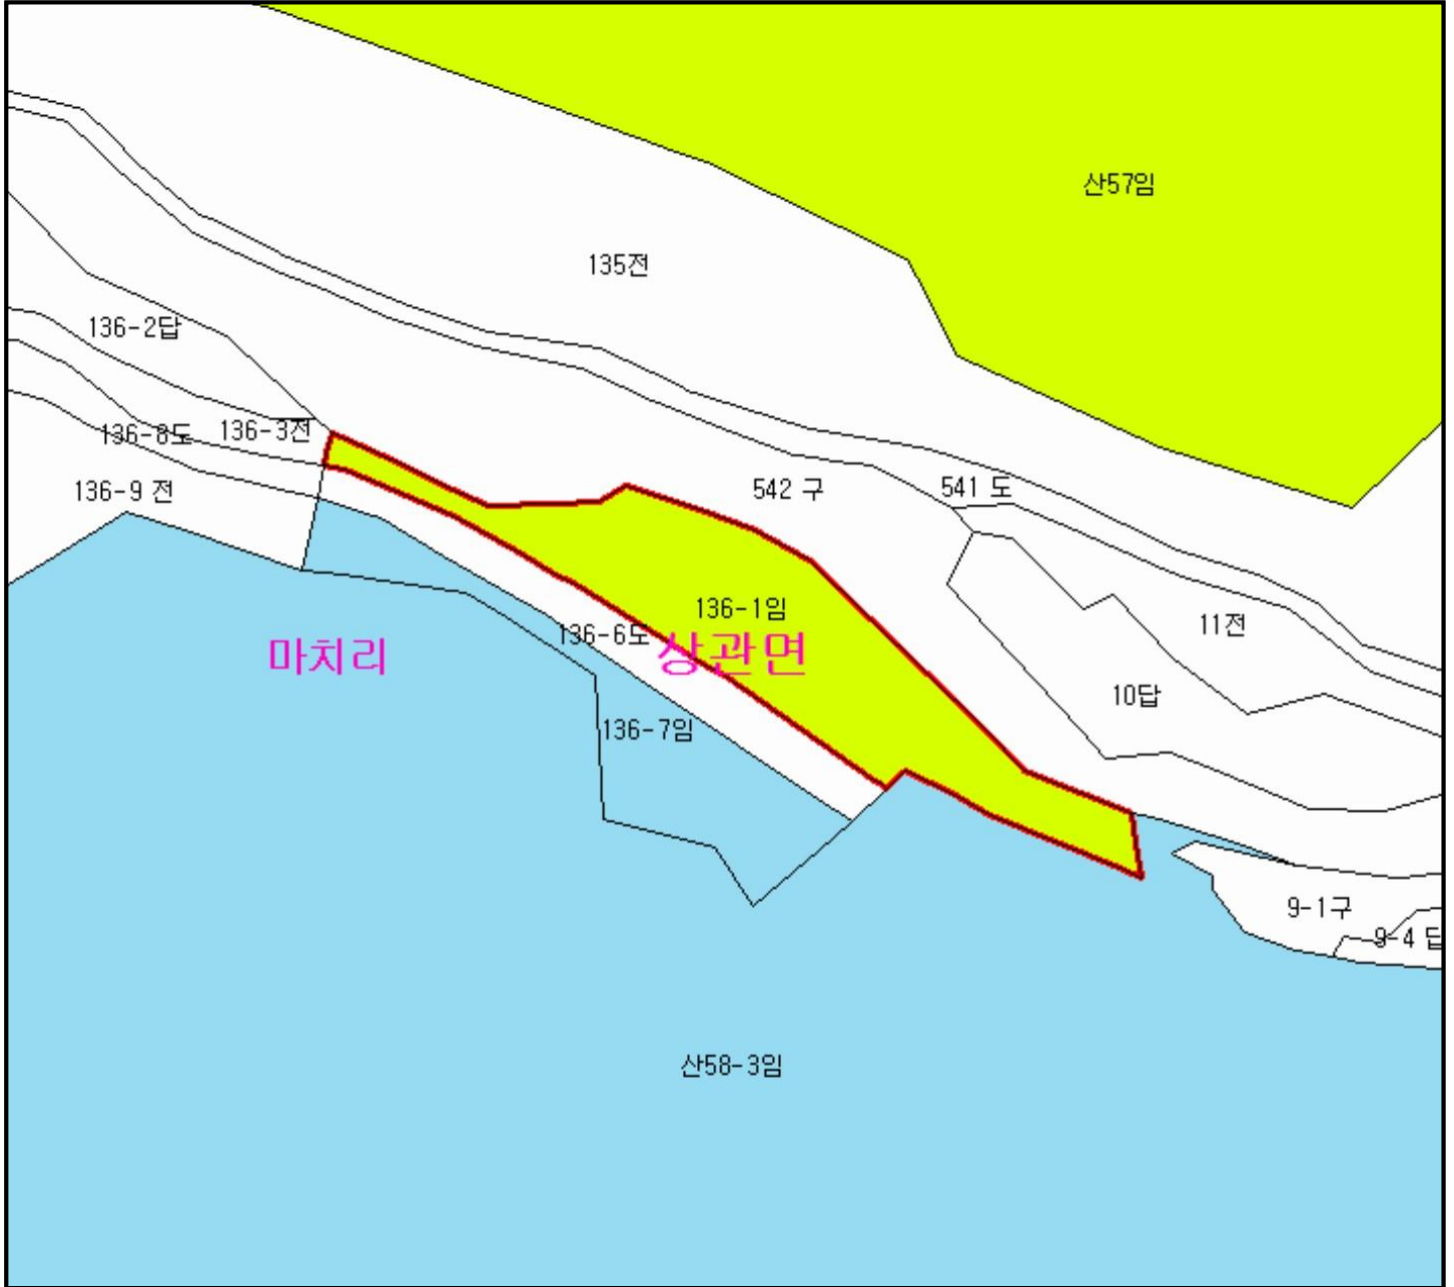 산57임
135전
136-2답
136-8도
136-3전
136-9 전
542 구
541 도
136-1임
11전
136-6도
마치리
상관면
10답
136-7임
9-1구
9-4 답
산58-3임